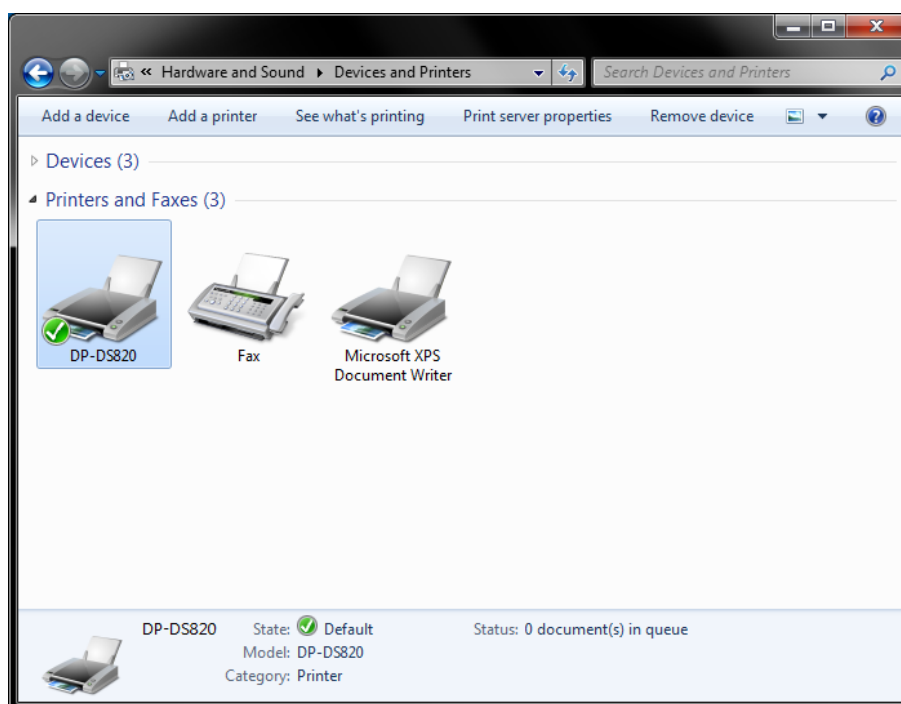 « Hardware and Sound Devices and Printers Search Devices and Printers
Add a device Add a printer See what's printing Print server properties Remove device
Devices (3)
Printers and Faxes (3)
DP-DS820 Fax Microsoft XPS
Document Writer
DP-DS820 State: Default Status: 0 document(s) in queue
Model: DP-DS820
Category: Printer